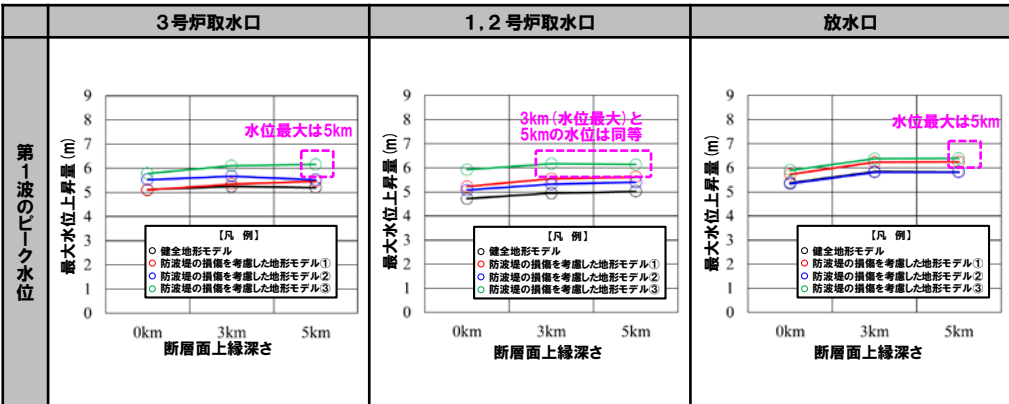 3号炉取水口
1,2号炉取水口
放水口
第1波のピーク水位
最大水位上昇量(m)
9
8
7
6
5
4
3
2
1
0
水位最大は5km
【凡 例】
健全地形モデル
防波堤の損傷を考慮した地形モデル①
防波堤の損傷を考慮した地形モデル②
防波堤の損傷を考慮した地形モデル③
0km 3km 5km
断層面上縁深さ
最大水位上昇量(m)
9
8
7
6
5
4
3
2
1
0
3km(水位最大)と
5kmの水位は同等
【凡 例】
健全地形モデル
防波堤の損傷を考慮した地形モデル①
防波堤の損傷を考慮した地形モデル②
防波堤の損傷を考慮した地形モデル③
0km 3km 5km
断層面上縁深さ
最大水位上昇量(m)
9
8
7
6
5
4
3
2
1
0
水位最大は5km
【凡 例】
健全地形モデル
防波堤の損傷を考慮した地形モデル①
防波堤の損傷を考慮した地形モデル②
防波堤の損傷を考慮した地形モデル③
0km 3km 5km
断層面上縁深さ